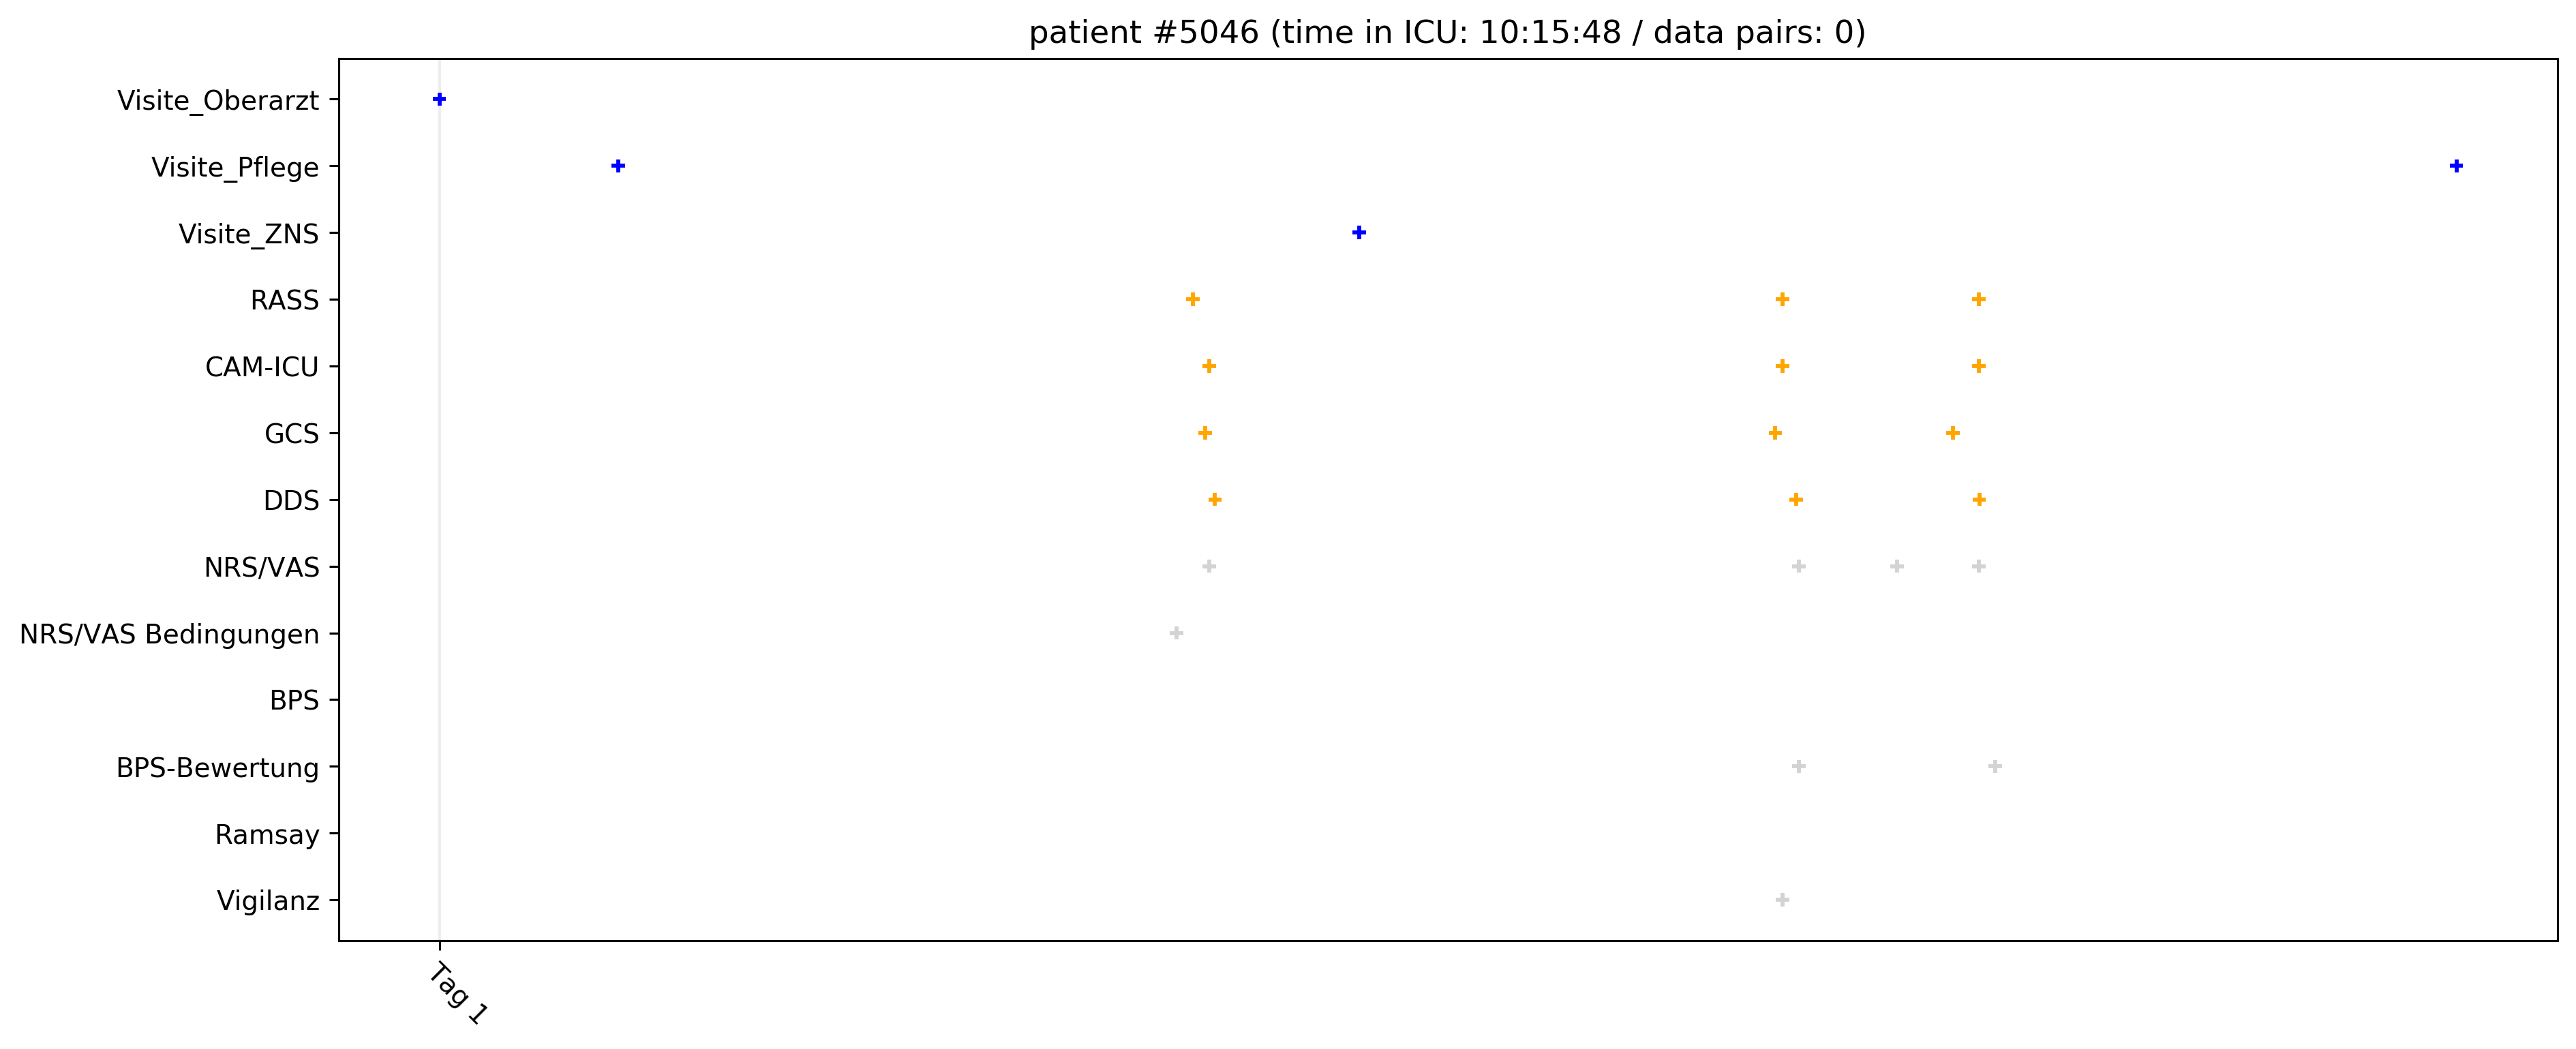 patient #5046 (time in ICU: 10:15:48 / data pairs: 0)
Visite_Oberarzt
Visite_Pflege
Visite_ZNS
RASS
CAM-ICU
GCS
DDS
NRS/VAS
NRS/VAS Bedingungen
BPS
BPS-Bewertung
Ramsay
Vigilanz
Tag 1